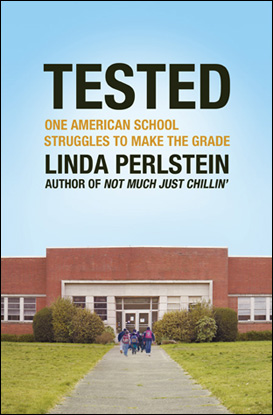 TESTED
ONE AMERICAN SCHOOL
STRUGGLES TO MAKE THE GRADE
LINDA PERLSTEIN
AUTHOR OF NOT MUCH JUST CHILLIN'